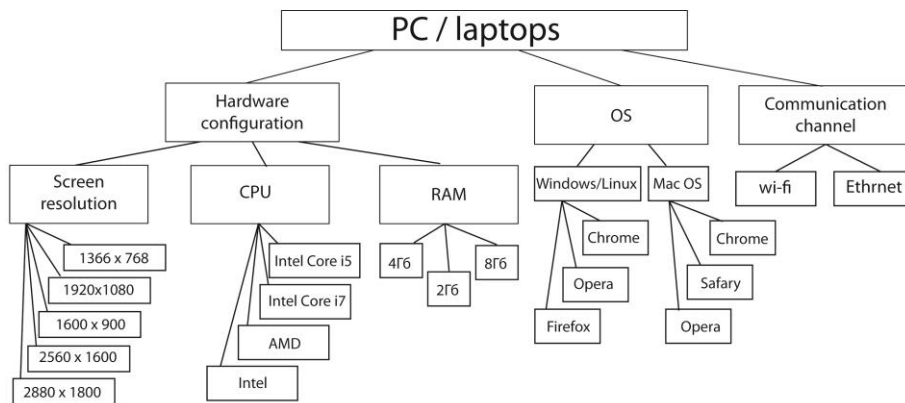 PC / laptops
Hardware
configuration
OS
Communication
channel
Screen
resolution
CPU
RAM
Windows/Linux
Mac OS
wi-fi
Ethrnet
1366 x 768
1920x1080
1600 x 900
2560 x 1600
2880 x 1800
Intel Core i5
Intel Core i7
AMD
Intel
4Гб
2Гб
8Гб
Chrome
Opera
Firefox
Chrome
Safary
Opera